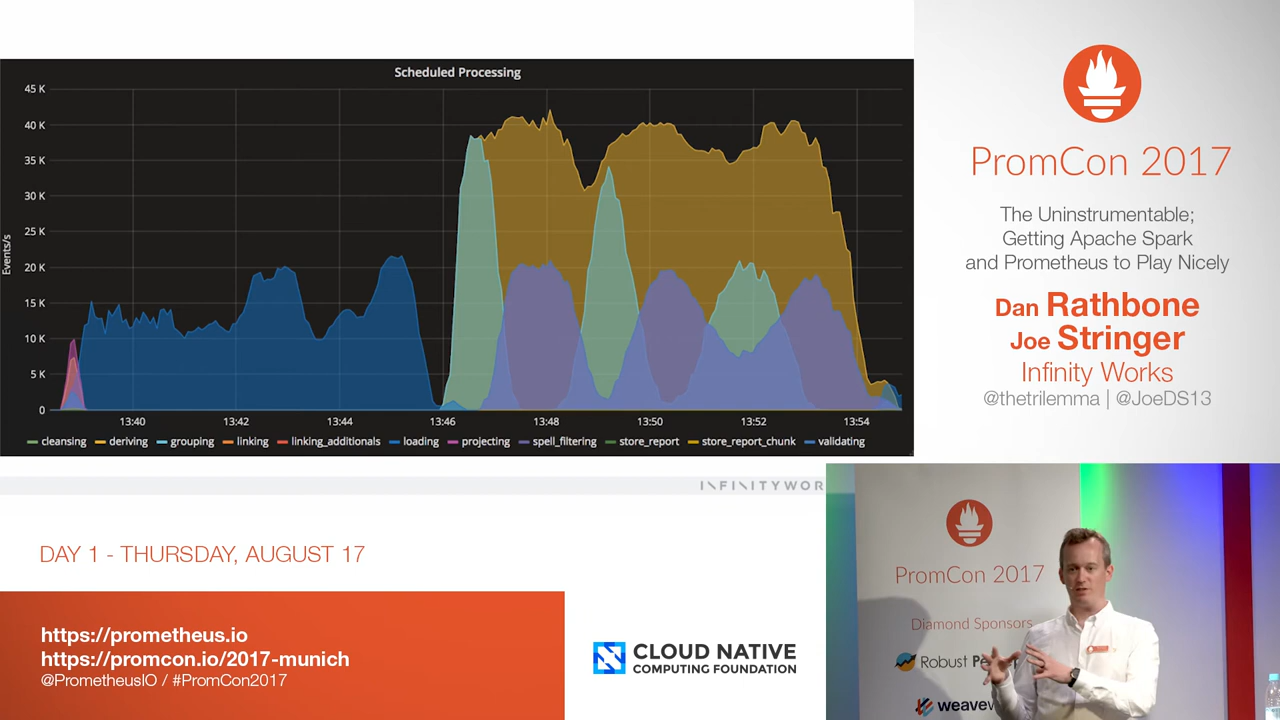 Scheduled Processing
45 K
40 K
35 K
30 K
25 K
20 K
15 K
10 K
5 K
0
Events/s
13:40 13:42 13:44 13:46 13:48 13:50 13:52 13:54
cleansing deriving grouping linking linking_additionals loading projecting spell_filtering store_report store_report_chunk validating
INFINITYWOR
PromCon 2017
The Uninstrumentable;
Getting Apache Spark
and Prometheus to Play Nicely
Dan Rathbone
Joe Stringer
Infinity Works
@thetrilemma | @JoeDS13
DAY 1 - THURSDAY, AUGUST 17
https://prometheus.io
https://promcon.io/2017-munich
@PrometheusIO / #PromCon2017
CLOUD NATIVE
COMPUTING FOUNDATION
PromCon 2017
Diamond Sponsors
Robust
weave